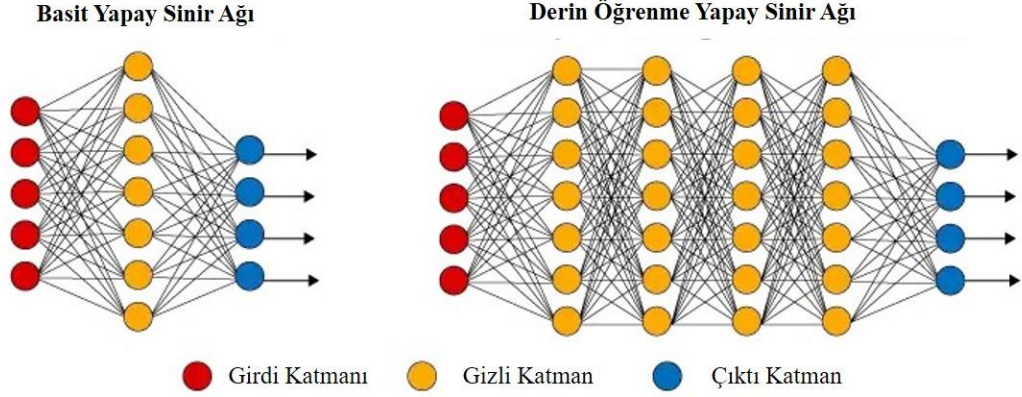 Basit Yapay Sinir Ağı
Derin Öğrenme Yapay Sinir Ağı
Girdi Katmanı
Gizli Katman
Çıktı Katman